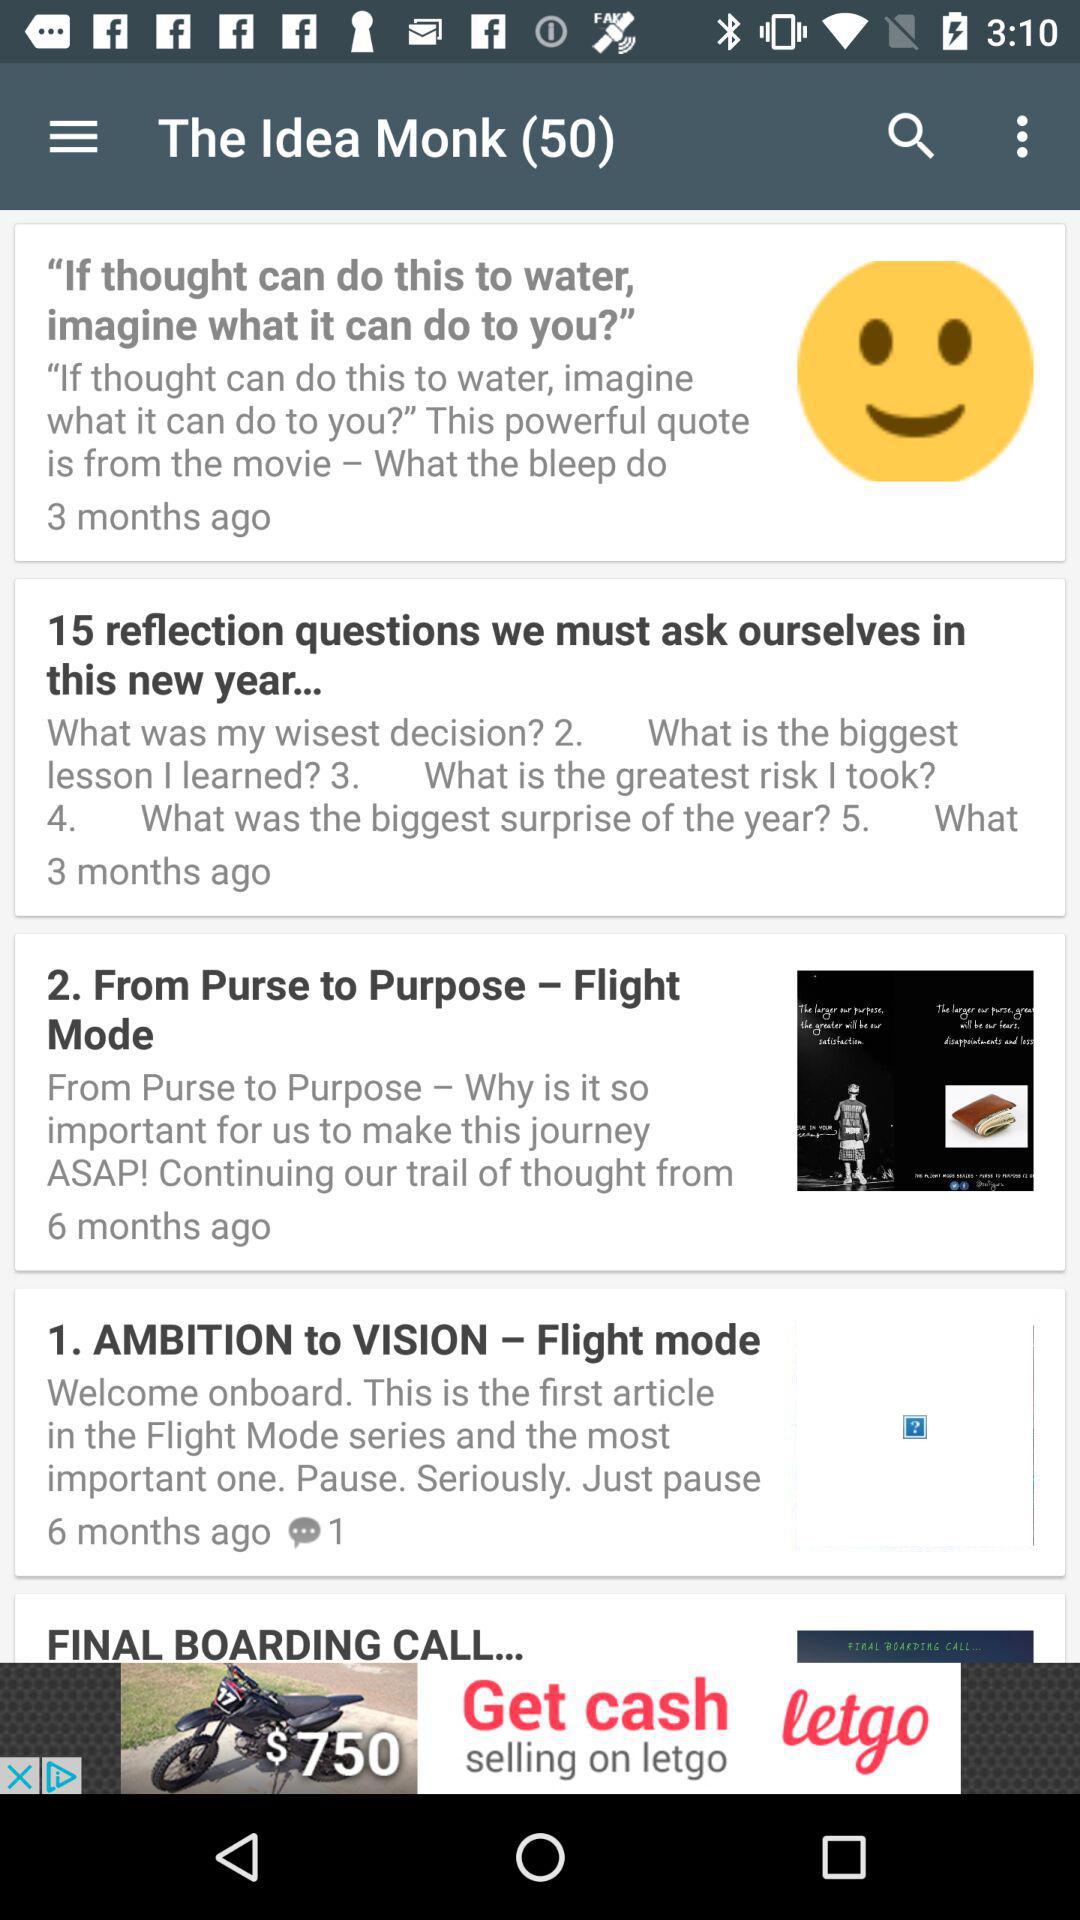 FAKE
3:10
The Idea Monk (50)
“If thought can do this to water,
imagine what it can do to you?”
“If thought can do this to water, imagine
what it can do to you?” This powerful quote
is from the movie – What the bleep do
3 months ago
15 reflection questions we must ask ourselves in
this new year...
What was my wisest decision? 2. What is the biggest
lesson I learned? 3. What is the greatest risk I took?
4. What was the biggest surprise of the year? 5. What
3 months ago
2. From Purse to Purpose – Flight
Mode
From Purse to Purpose – Why is it so
important for us to make this journey
ASAP! Continuing our trail of thought from
6 months ago
The larger our purpose,
the greater will be our
satisfaction.
The larger our purse, grea
will be our fears,
disappointments and loss
1. AMBITION to VISION – Flight mode
Welcome onboard. This is the first article
in the Flight Mode series and the most
important one. Pause. Seriously. Just pause
6 months ago 1
?
FINAL BOARDING CALL...
FINAL BOARDING CALL...
17
$750
Get cash
selling on letgo
letgo